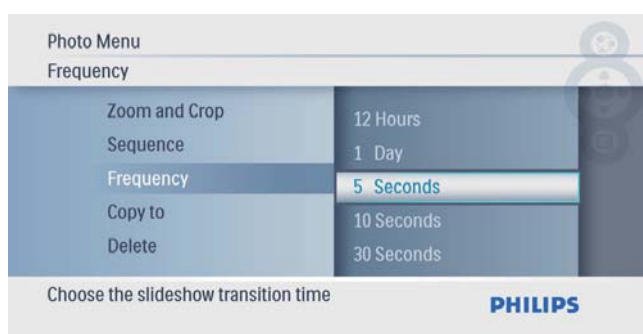 Photo Menu
Frequency
Zoom and Crop
Sequence
Frequency
Copy to
Delete
12 Hours
1 Day
5 Seconds
10 Seconds
30 Seconds
Choose the slideshow transition time
PHILIPS